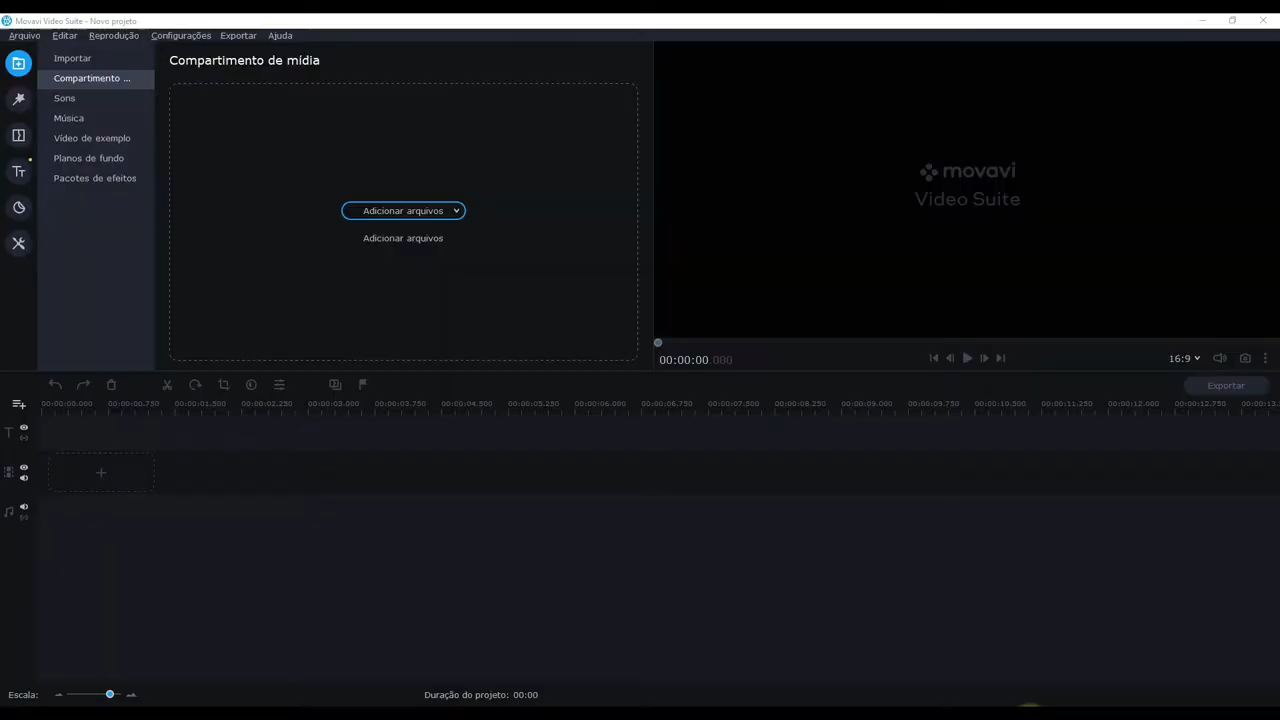 Movavi Video Suite - Novo projeto
Arquivo Editar Reprodução Configurações Exportar Ajuda
Importar
Compartimento ...
Sons
Música
Vídeo de exemplo
Planos de fundo
Pacotes de efeitos
Compartimento de mídia
Adicionar arquivos
Adicionar arquivos
movavi
Video Suite
00:00:00.000
16:9
Exportar
00:00:00.000 00:00:00.750 00:00:01.500 00:00:02.250 00:00:03.000 00:00:03.750 00:00:04.500 00:00:05.250 00:00:06.000 00:00:06.750 00:00:07.500 00:00:08.250 00:00:09.000 00:00:09.750 00:00:10.500 00:00:11.250 00:00:12.000 00:00:12.750 00:00:13.
Escala:
Duração do projeto: 00:00